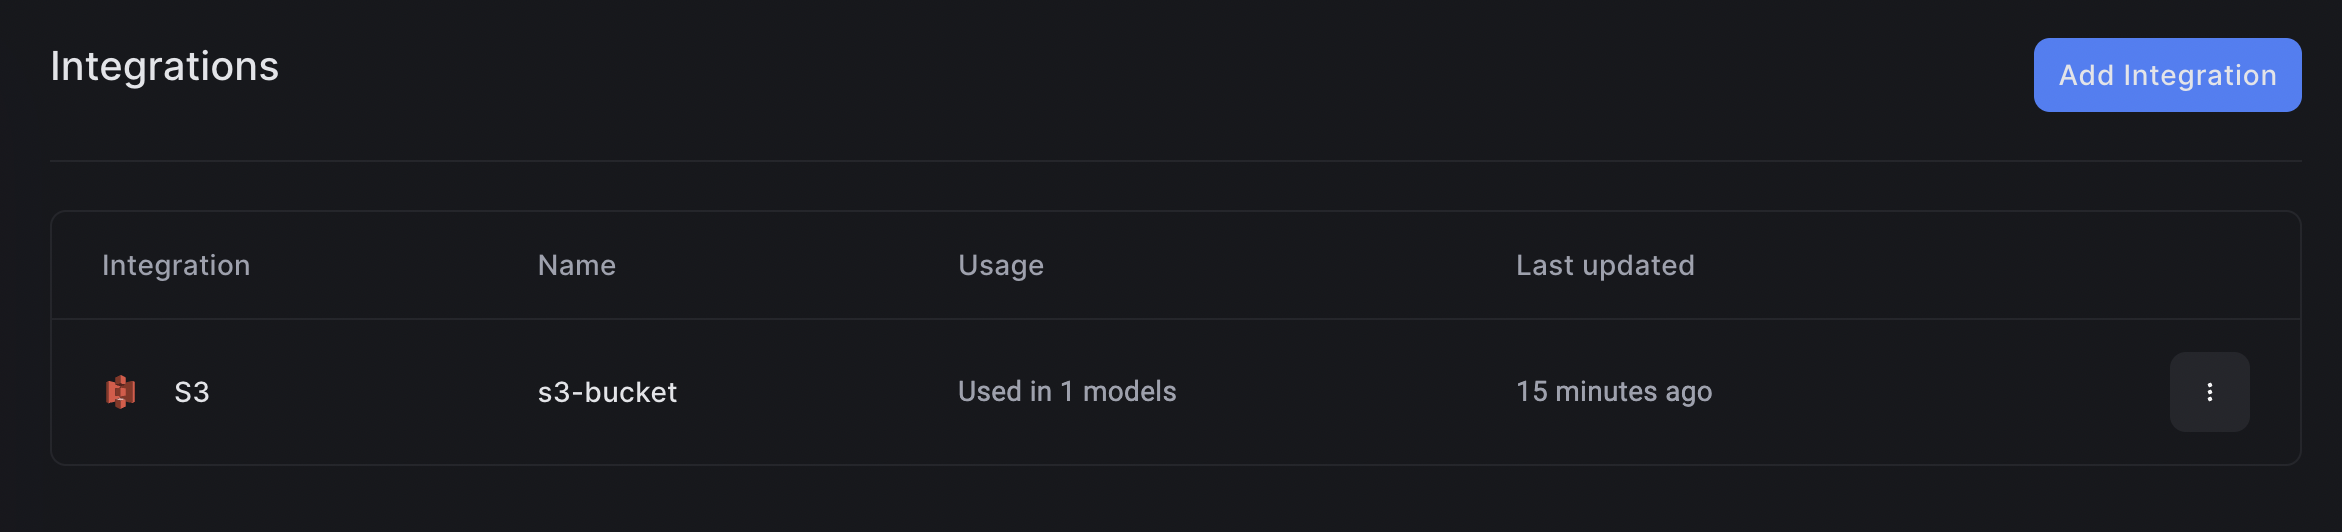 Integrations
Add Integration
Integration Name Usage Last updated
S3 s3-bucket Used in 1 models 15 minutes ago